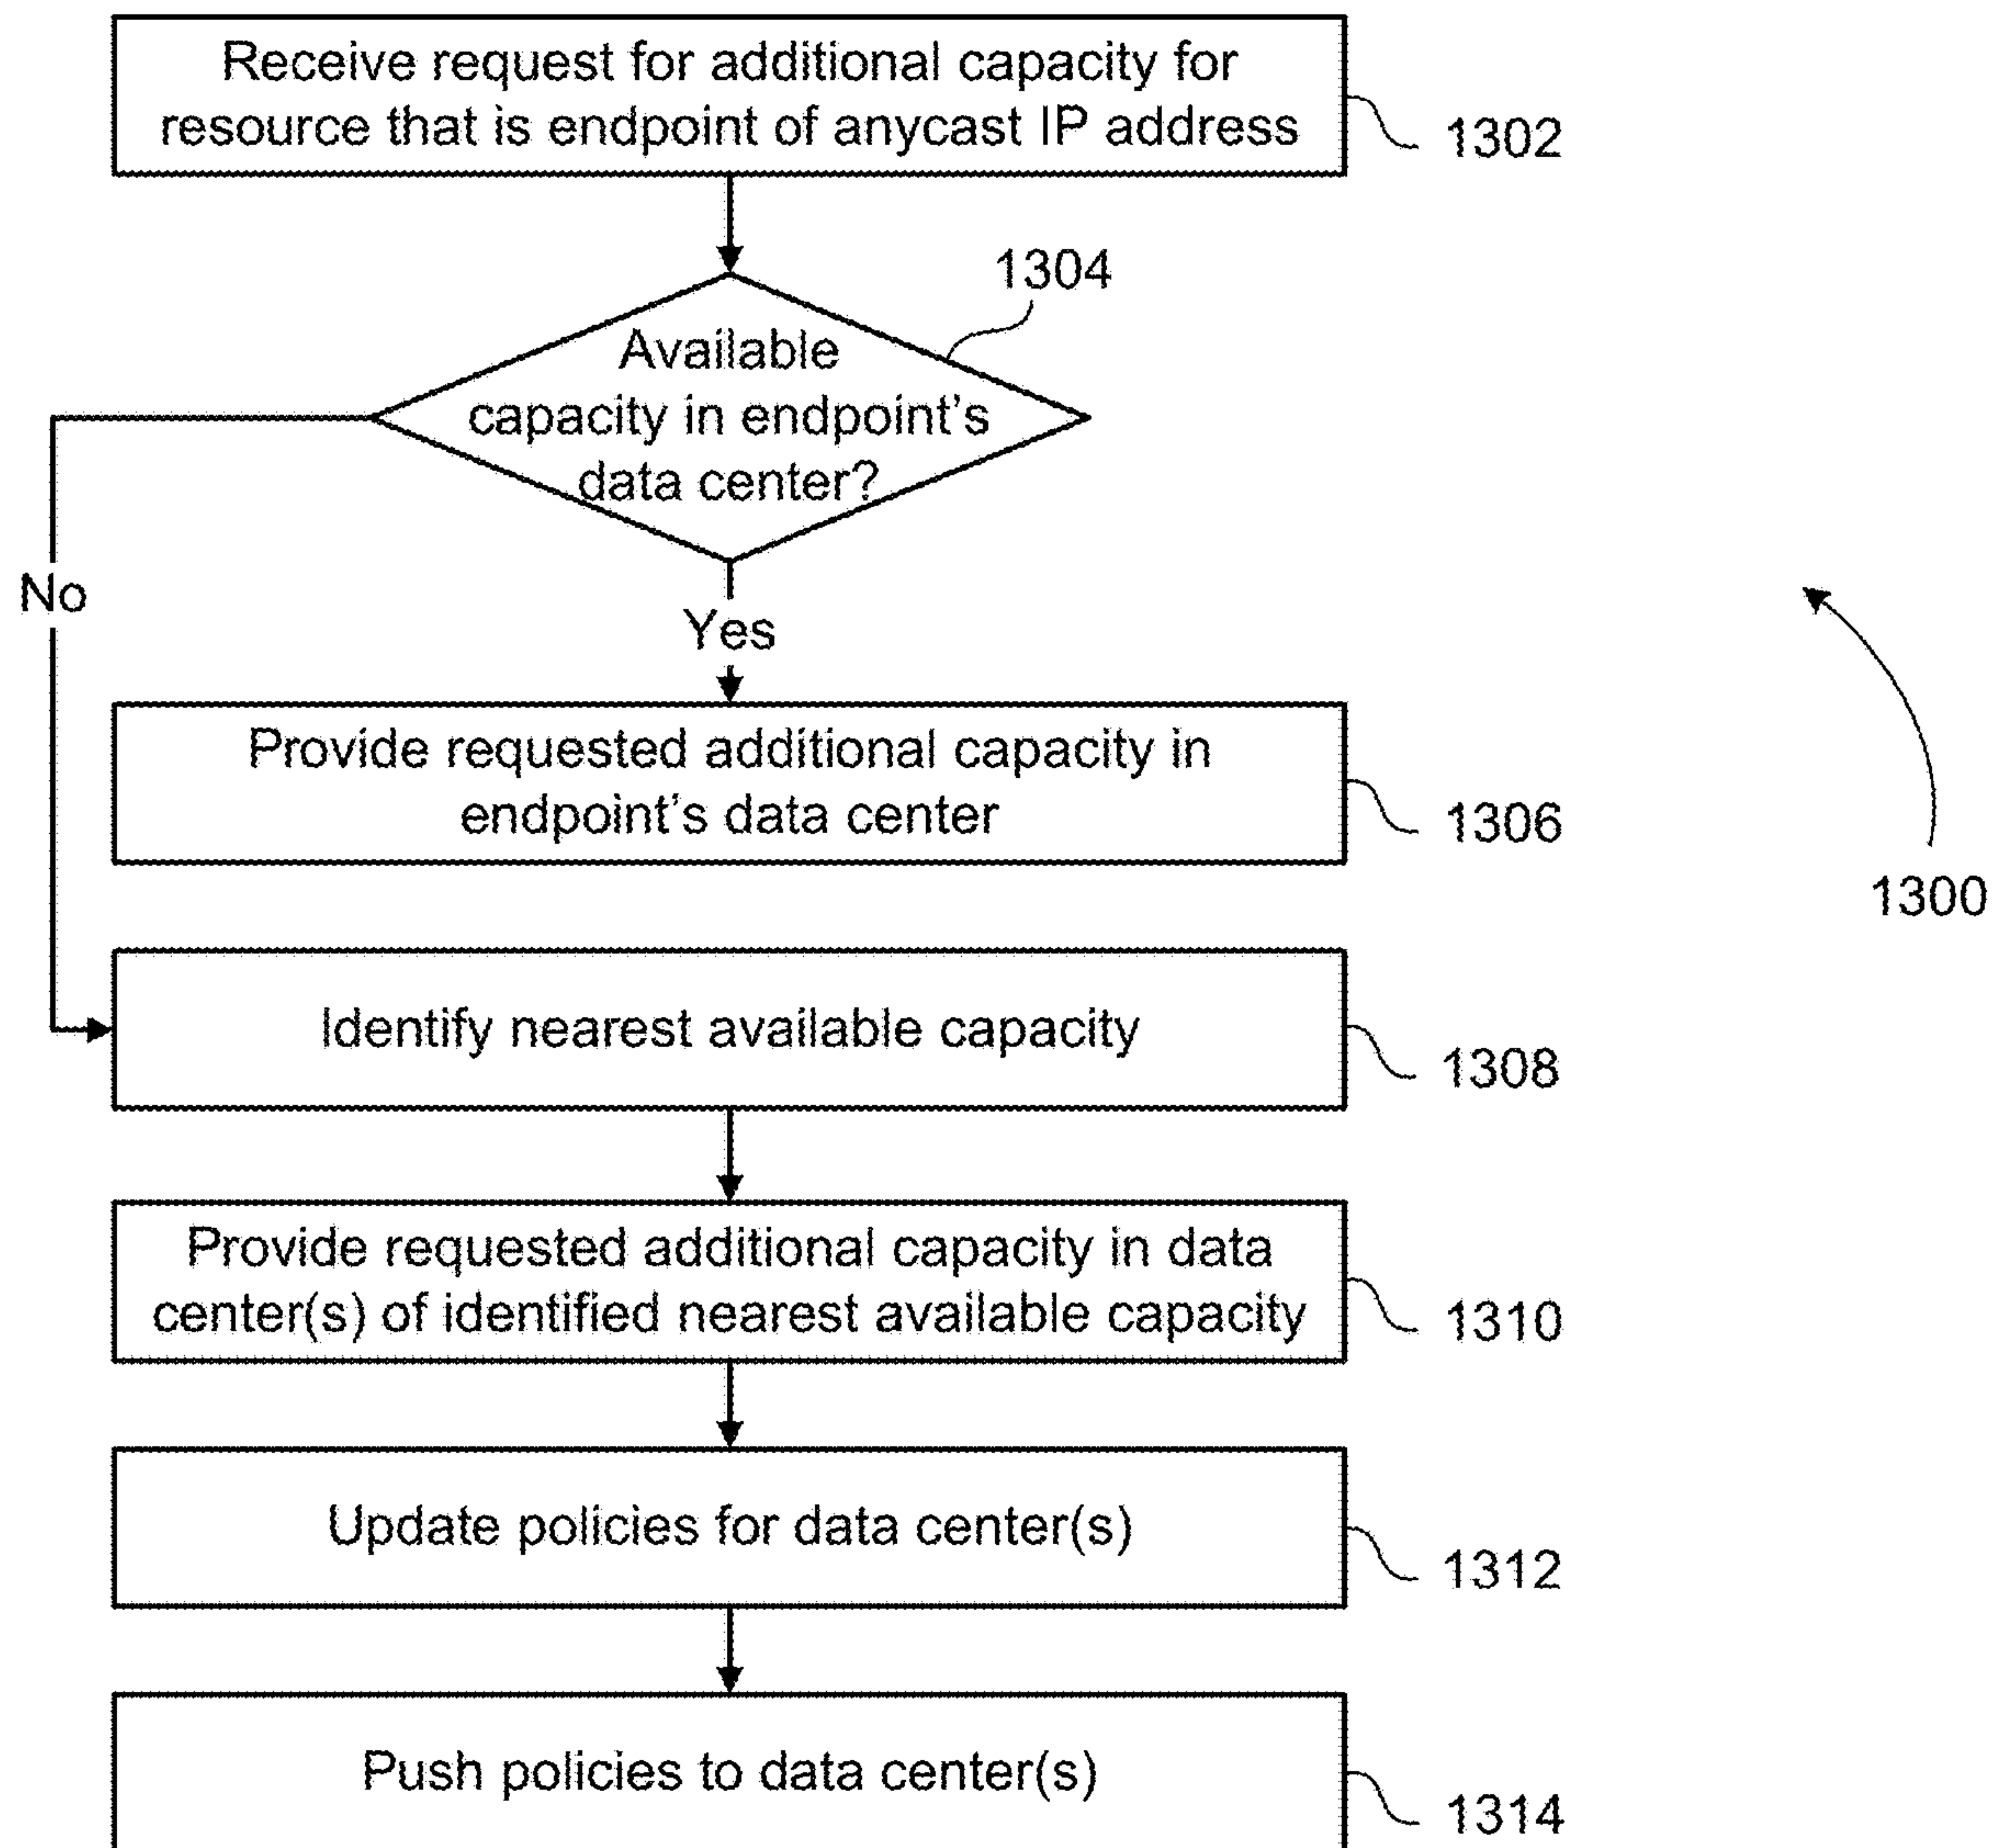 Receive request for additional capacity for
resource that is endpoint of anycast IP address
1302
1304
Available
capacity in endpoint's
data center?
No
Yes
Provide requested additional capacity in
endpoint's data center
1306
1300
Identify nearest available capacity
1308
Provide requested additional capacity in data
center(s) of identified nearest available capacity
1310
Update policies for data center(s)
1312
Push policies to data center(s)
1314